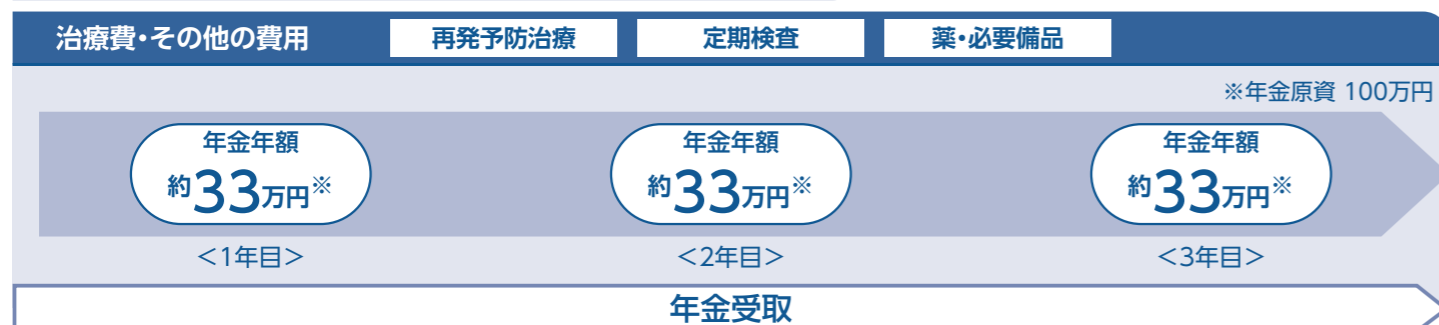 治療費・その他の費用 再発予防治療 定期検査 薬・必要備品
※年金原資 100万円
年金年額 年金年額 年金年額
約33万円※ 約33万円※ 約33万円※
＜1年目＞ ＜2年目＞ ＜3年目＞
年金受取